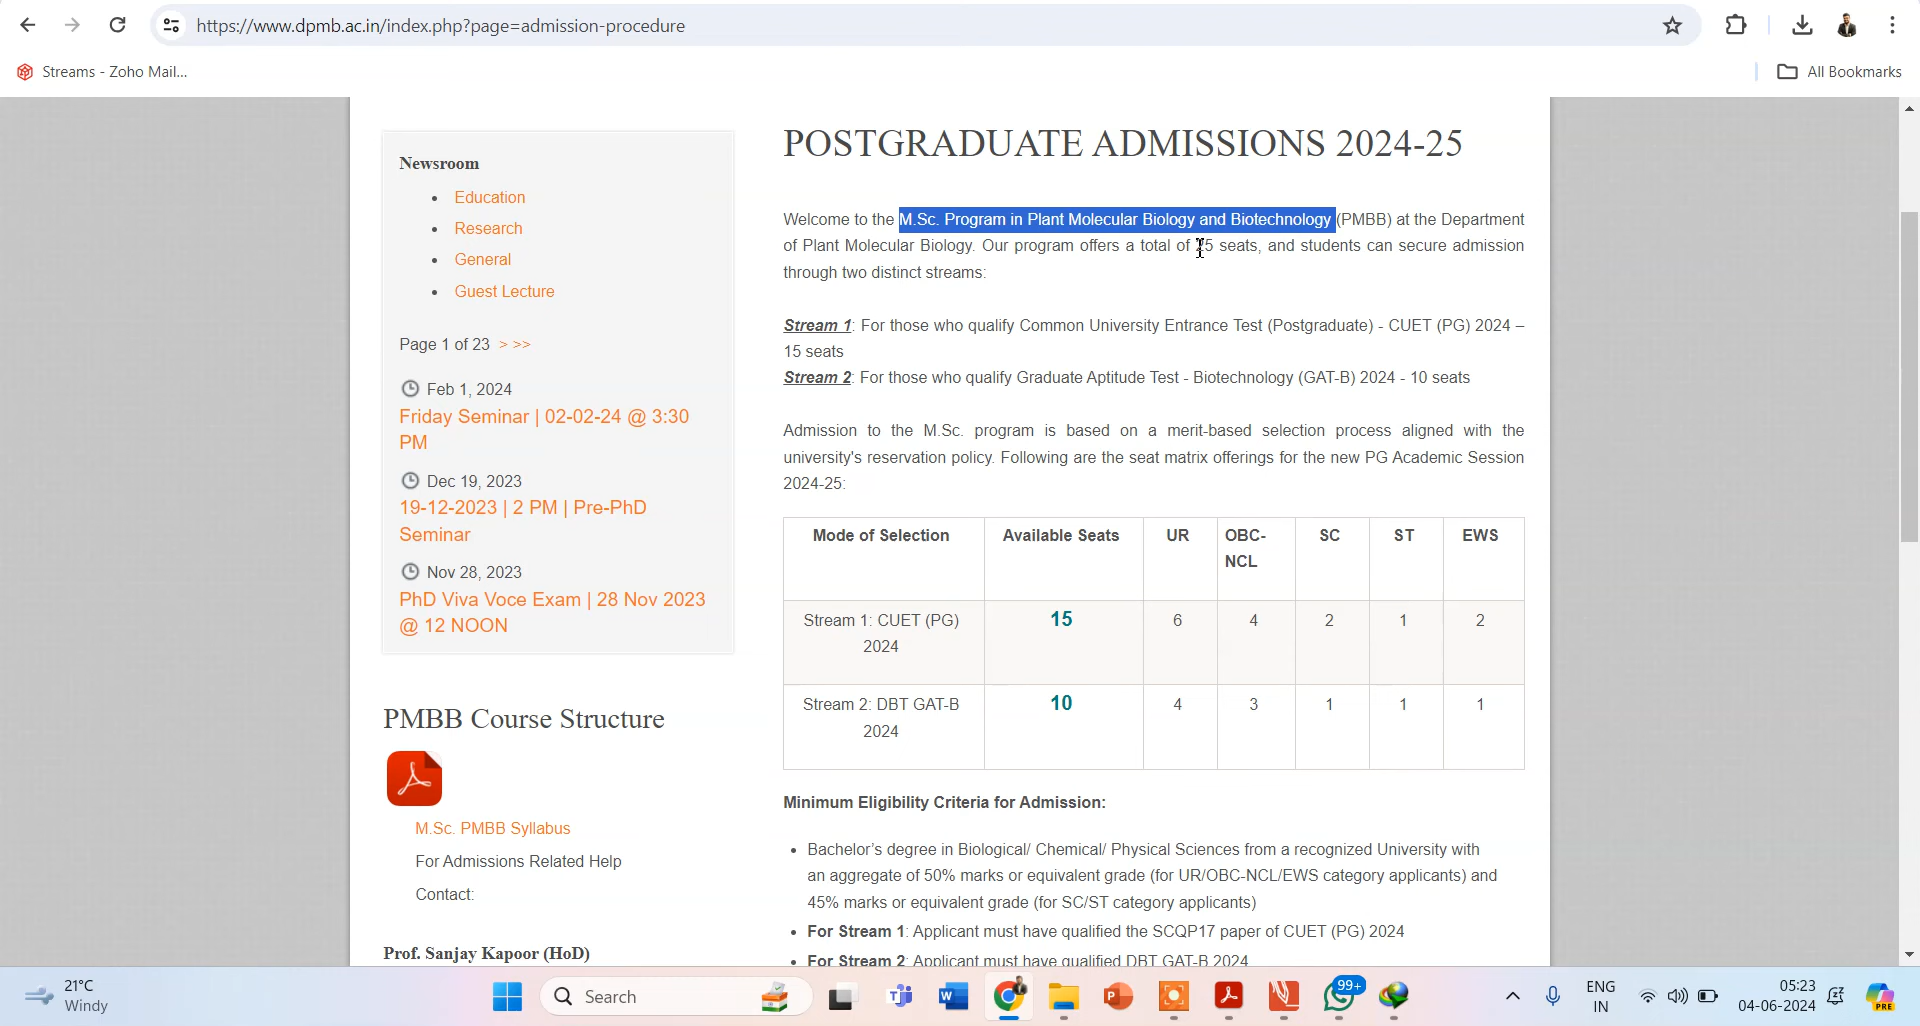 https://www.dpmb.ac.in/index.php?page=admission-procedure
Streams - Zoho Mail...
All Bookmarks
Newsroom
Education
Research
General
Guest Lecture
Page 1 of 23 > >>
Feb 1, 2024
Friday Seminar | 02-02-24 @ 3:30
PM
Dec 19, 2023
19-12-2023 | 2 PM | Pre-PhD
Seminar
Nov 28, 2023
PhD Viva Voce Exam | 28 Nov 2023
@ 12 NOON
PMBB Course Structure
M.Sc. PMBB Syllabus
For Admissions Related Help
Contact:
Prof. Sanjay Kapoor (HoD)
POSTGRADUATE ADMISSIONS 2024-25
Welcome to the M.Sc. Program in Plant Molecular Biology and Biotechnology (PMBB) at the Department
of Plant Molecular Biology. Our program offers a total of 25 seats, and students can secure admission
through two distinct streams:
Stream 1: For those who qualify Common University Entrance Test (Postgraduate) - CUET (PG) 2024 –
15 seats
Stream 2: For those who qualify Graduate Aptitude Test - Biotechnology (GAT-B) 2024 - 10 seats
Admission to the M.Sc. program is based on a merit-based selection process aligned with the
university's reservation policy. Following are the seat matrix offerings for the new PG Academic Session
2024-25:
Mode of Selection Available Seats UR OBC- SC ST EWS
NCL
Stream 1: CUET (PG) 15 6 4 2 1 2
2024
Stream 2: DBT GAT-B 10 4 3 1 1 1
2024
Minimum Eligibility Criteria for Admission:
Bachelor’s degree in Biological/ Chemical/ Physical Sciences from a recognized University with
an aggregate of 50% marks or equivalent grade (for UR/OBC-NCL/EWS category applicants) and
45% marks or equivalent grade (for SC/ST category applicants)
For Stream 1: Applicant must have qualified the SCQP17 paper of CUET (PG) 2024
For Stream 2: Applicant must have qualified DBT GAT-B 2024
21°C
Windy
Search
99+
ENG
IN
05:23
04-06-2024
PRE